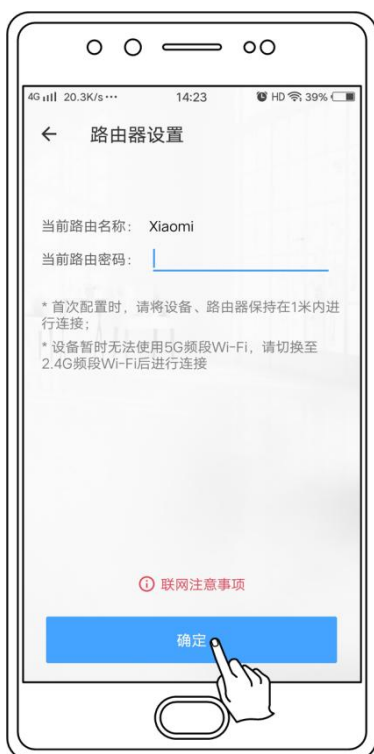 4G 20.3K/s... 14:23 HD 39%
← 路由器设置
当前路由名称： Xiaomi
当前路由密码：
* 首次配置时，请将设备、路由器保持在1米内进
行连接；
* 设备暂时无法使用5G频段Wi-Fi，请切换至
2.4G频段Wi-Fi后进行连接
联网注意事项
确定